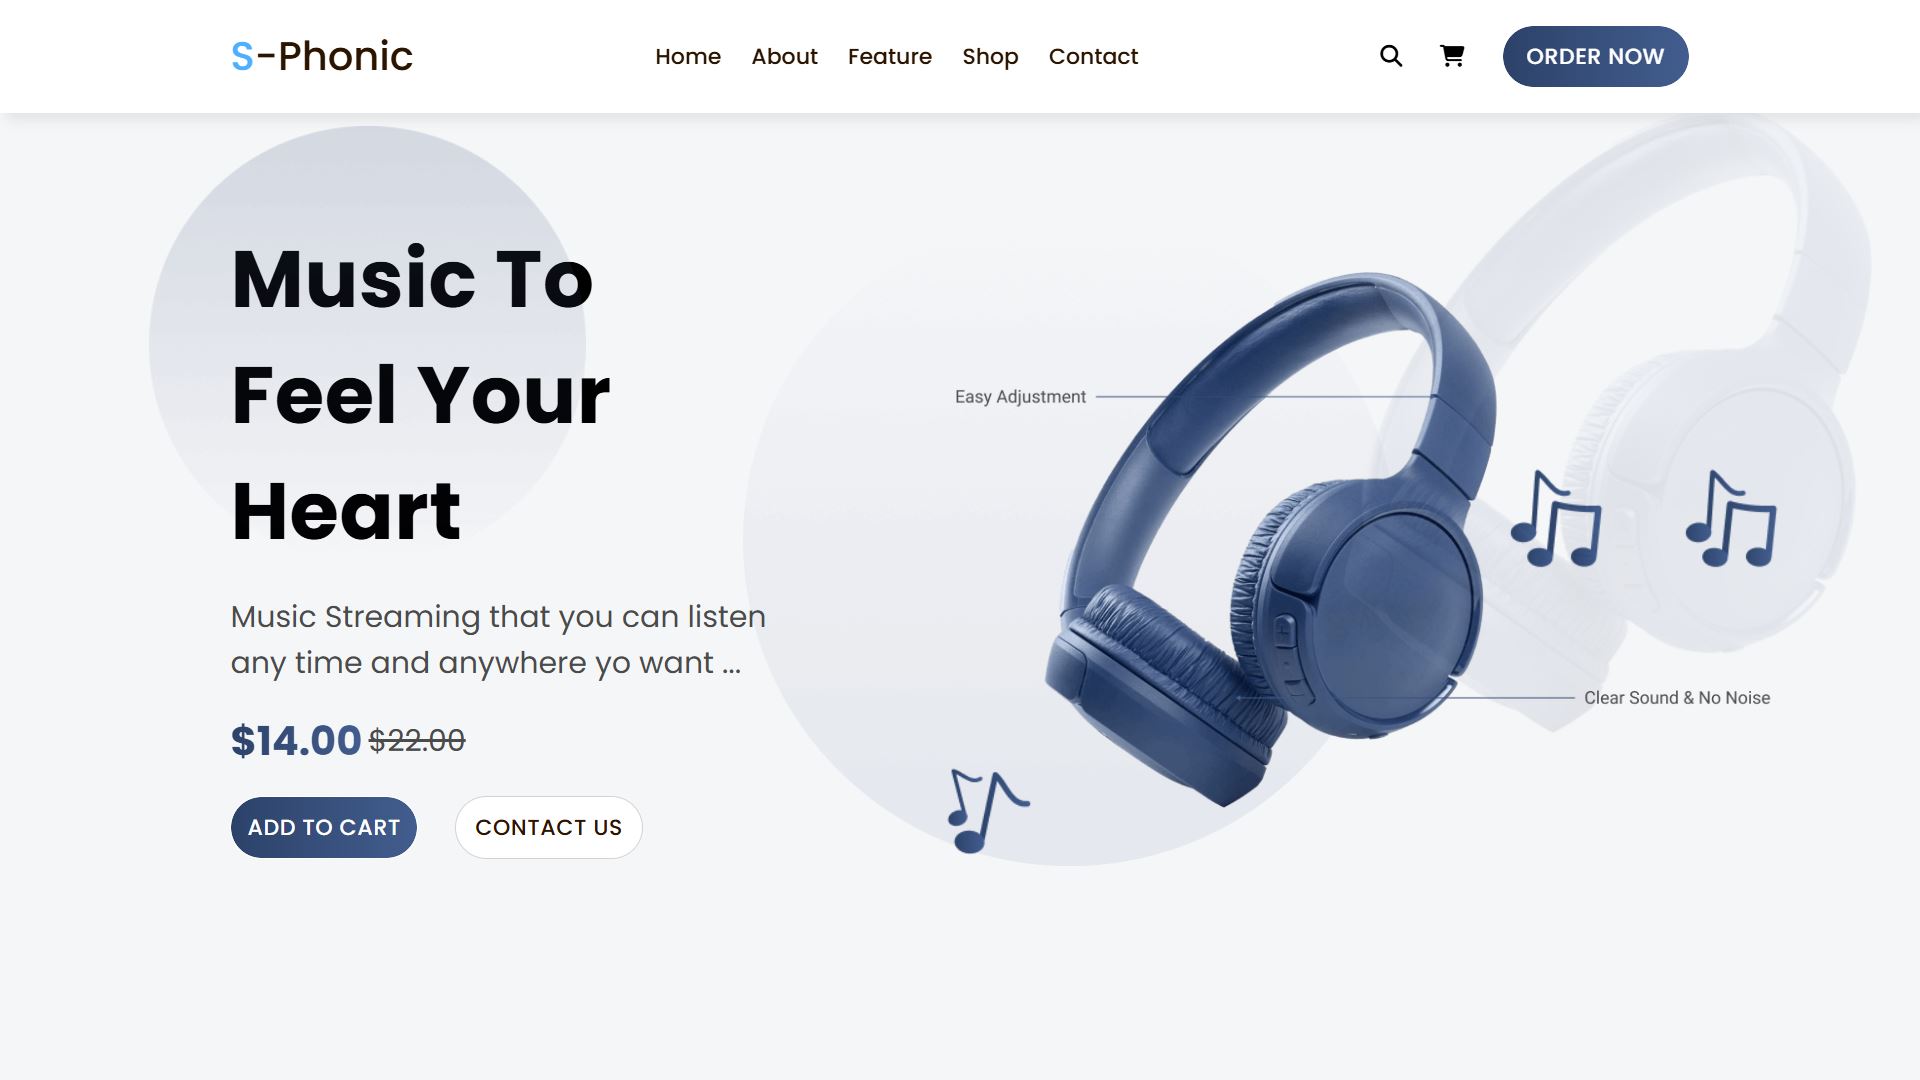 S-Phonic
Home About Feature Shop Contact
ORDER NOW
Music To
Feel Your
Heart
Easy Adjustment
Music Streaming that you can listen
any time and anywhere yo want ...
Clear Sound & No Noise
$14.00 $22.00
ADD TO CART CONTACT US